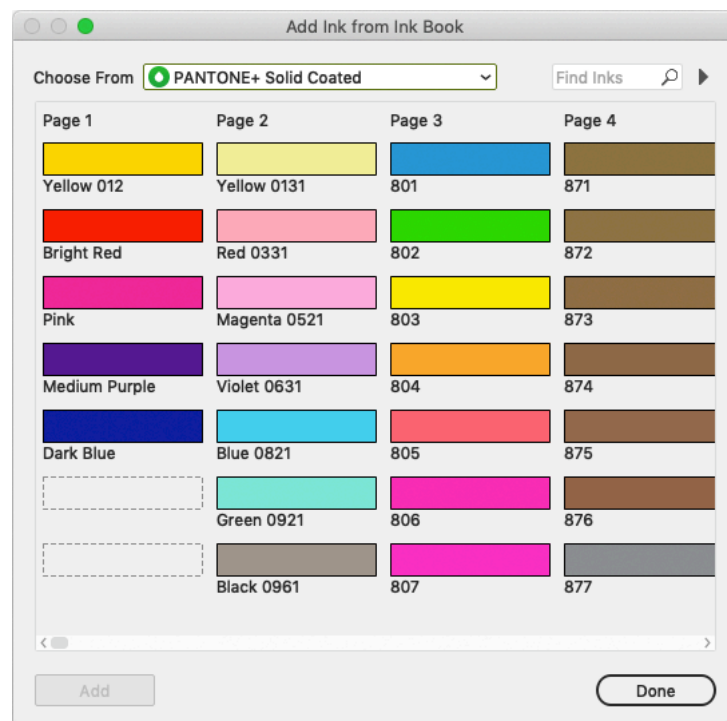 Add Ink from Ink Book
Choose From PANTONE+ Solid Coated Find Inks
Page 1 Page 2 Page 3 Page 4
Yellow 012 Yellow 0131 801 871
Bright Red Red 0331 802 872
Pink Magenta 0521 803 873
Medium Purple Violet 0631 804 874
Dark Blue Blue 0821 805 875
Green 0921 806 876
Black 0961 807 877
Add Done